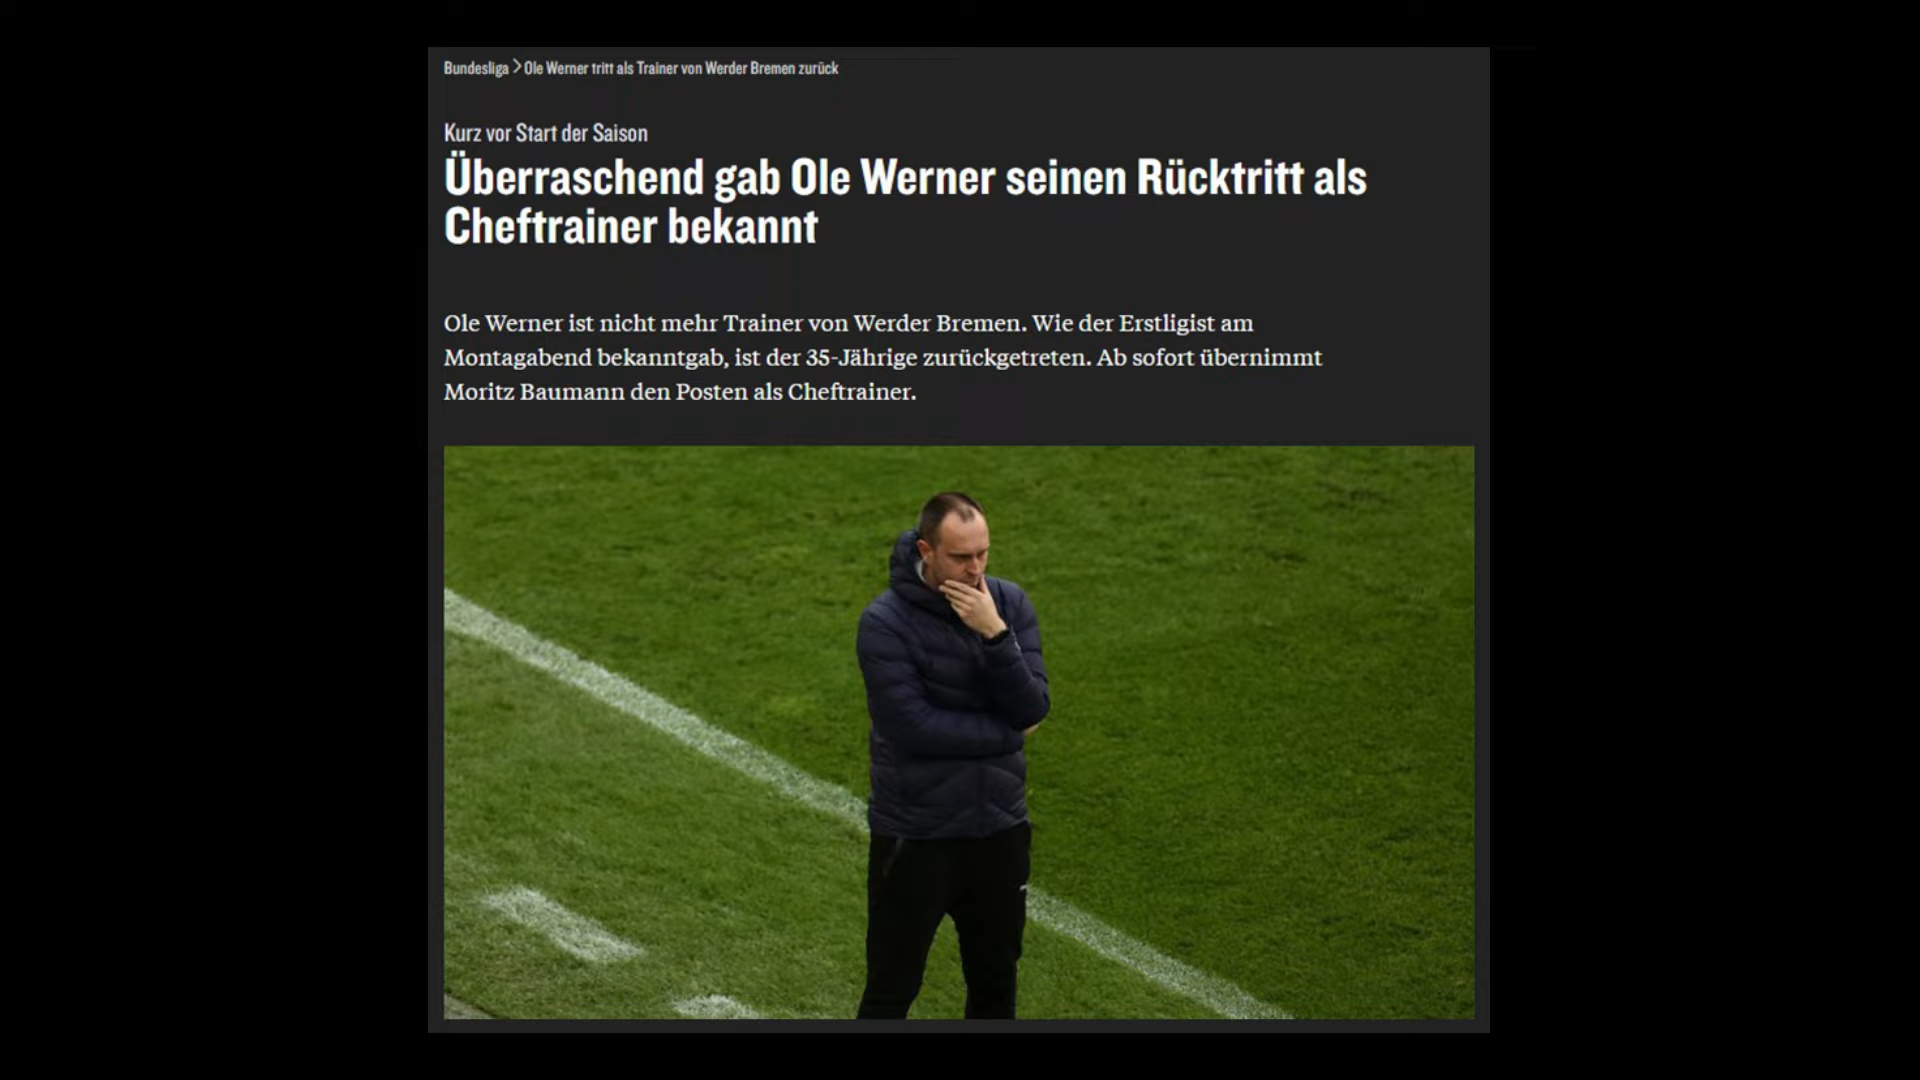 Bundesliga > Ole Werner tritt als Trainer von Werder Bremen zurück
Kurz vor Start der Saison
Überraschend gab Ole Werner seinen Rücktritt als
Cheftrainer bekannt
Ole Werner ist nicht mehr Trainer von Werder Bremen. Wie der Erstligist am
Montagabend bekanntgab, ist der 35-Jährige zurückgetreten. Ab sofort übernimmt
Moritz Baumann den Posten als Cheftrainer.